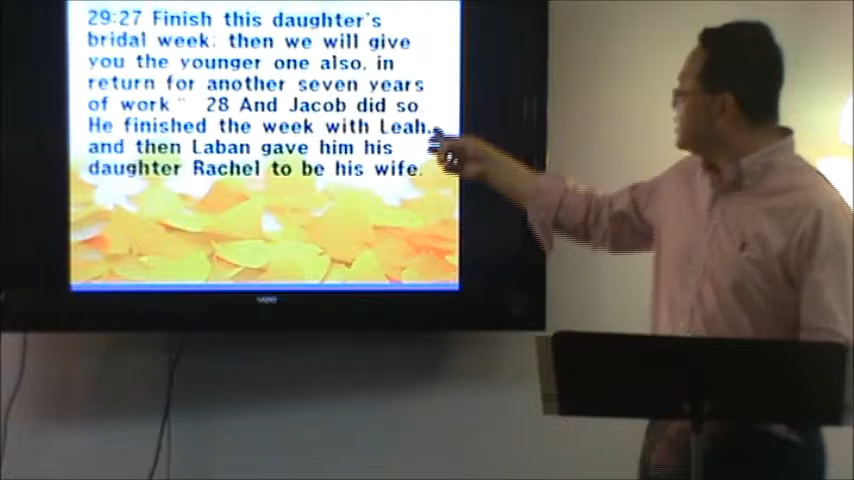 29:27 Finish this daughter's
bridal week; then we will give
you the younger one also, in
return for another seven years
of work" 28 And Jacob did so.
He finished the week with Leah,
and then Laban gave him his
daughter Rachel to be his wife.
VIZIO